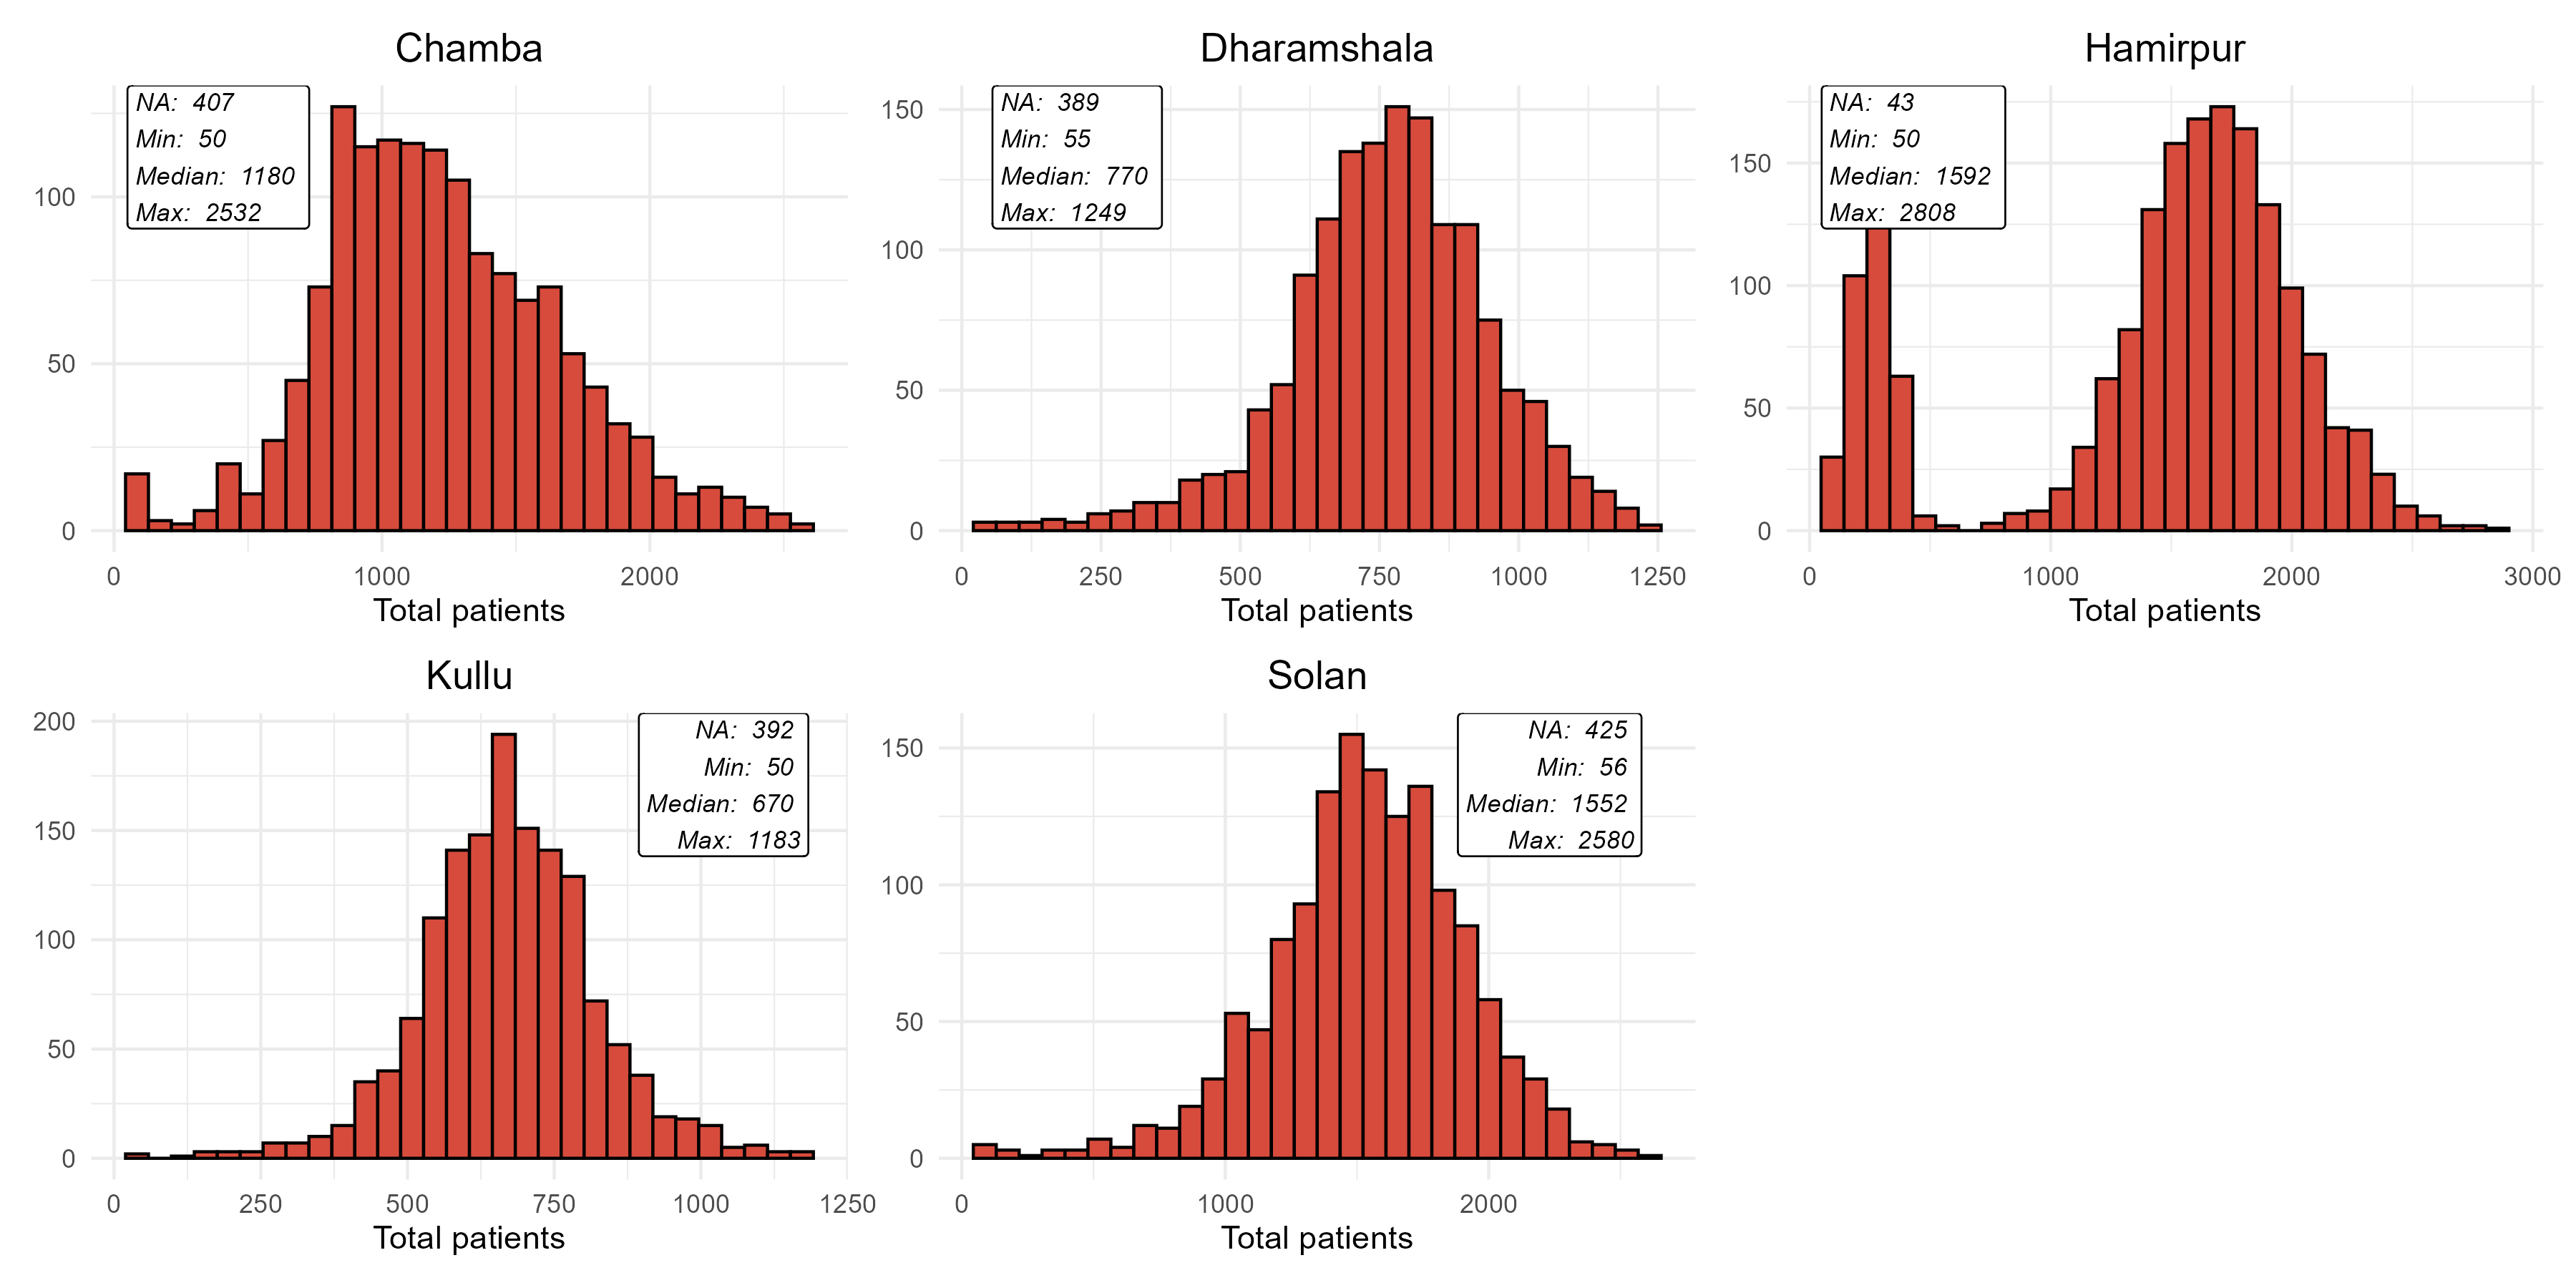 Chamba
NA: 407
Min: 50
Median: 1180
Max: 2532
100
50
0
0 1000 2000
Total patients
Dharamshala
NA: 389
Min: 55
Median: 770
Max: 1249
150
100
50
0
0 250 500 750 1000 1250
Total patients
Hamirpur
NA: 43
Min: 50
Median: 1592
Max: 2808
150
100
50
0
0 1000 2000 3000
Total patients
Kullu
NA: 392
Min: 50
Median: 670
Max: 1183
200
150
100
50
0
0 250 500 750 1000 1250
Total patients
Solan
NA: 425
Min: 56
Median: 1552
Max: 2580
150
100
50
0
0 1000 2000
Total patients